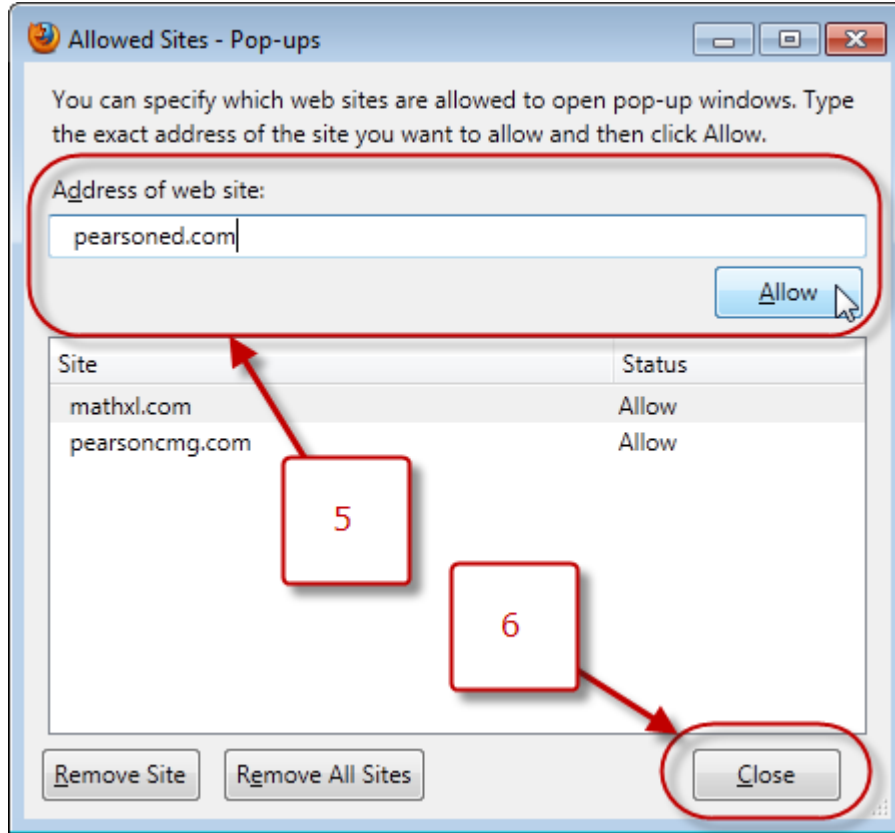 Allowed Sites - Pop-ups
You can specify which web sites are allowed to open pop-up windows. Type
the exact address of the site you want to allow and then click Allow.
Address of web site:
pearsoned.com
Allow
Site Status
mathxl.com Allow
pearsoncmg.com Allow
5
6
Remove Site Remove All Sites Close